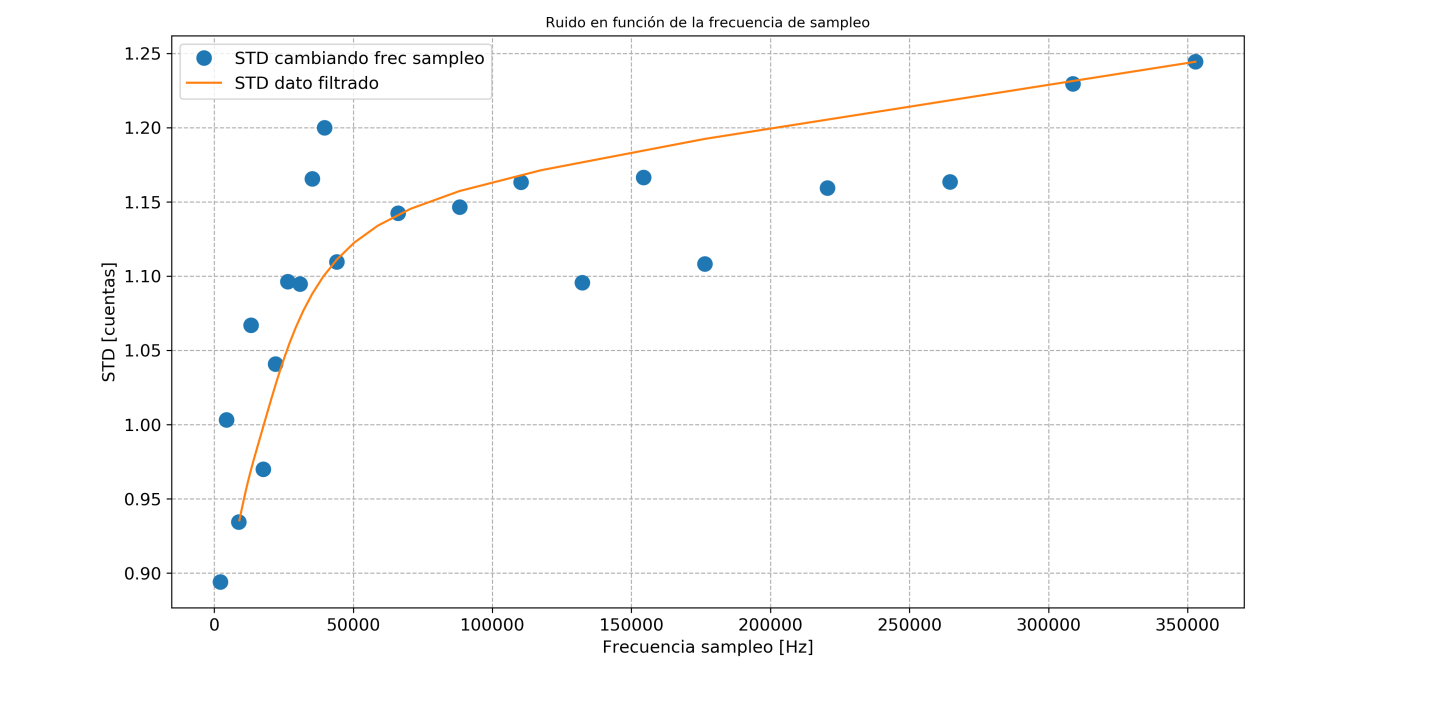 Ruido en función de la frecuencia de sampleo
STD cambiando frec sampleo
STD dato filtrado
1.25
1.20
1.15
1.10
1.05
1.00
0.95
0.90
STD [cuentas]
0 50000 100000 150000 200000 250000 300000 350000
Frecuencia sampleo [Hz]